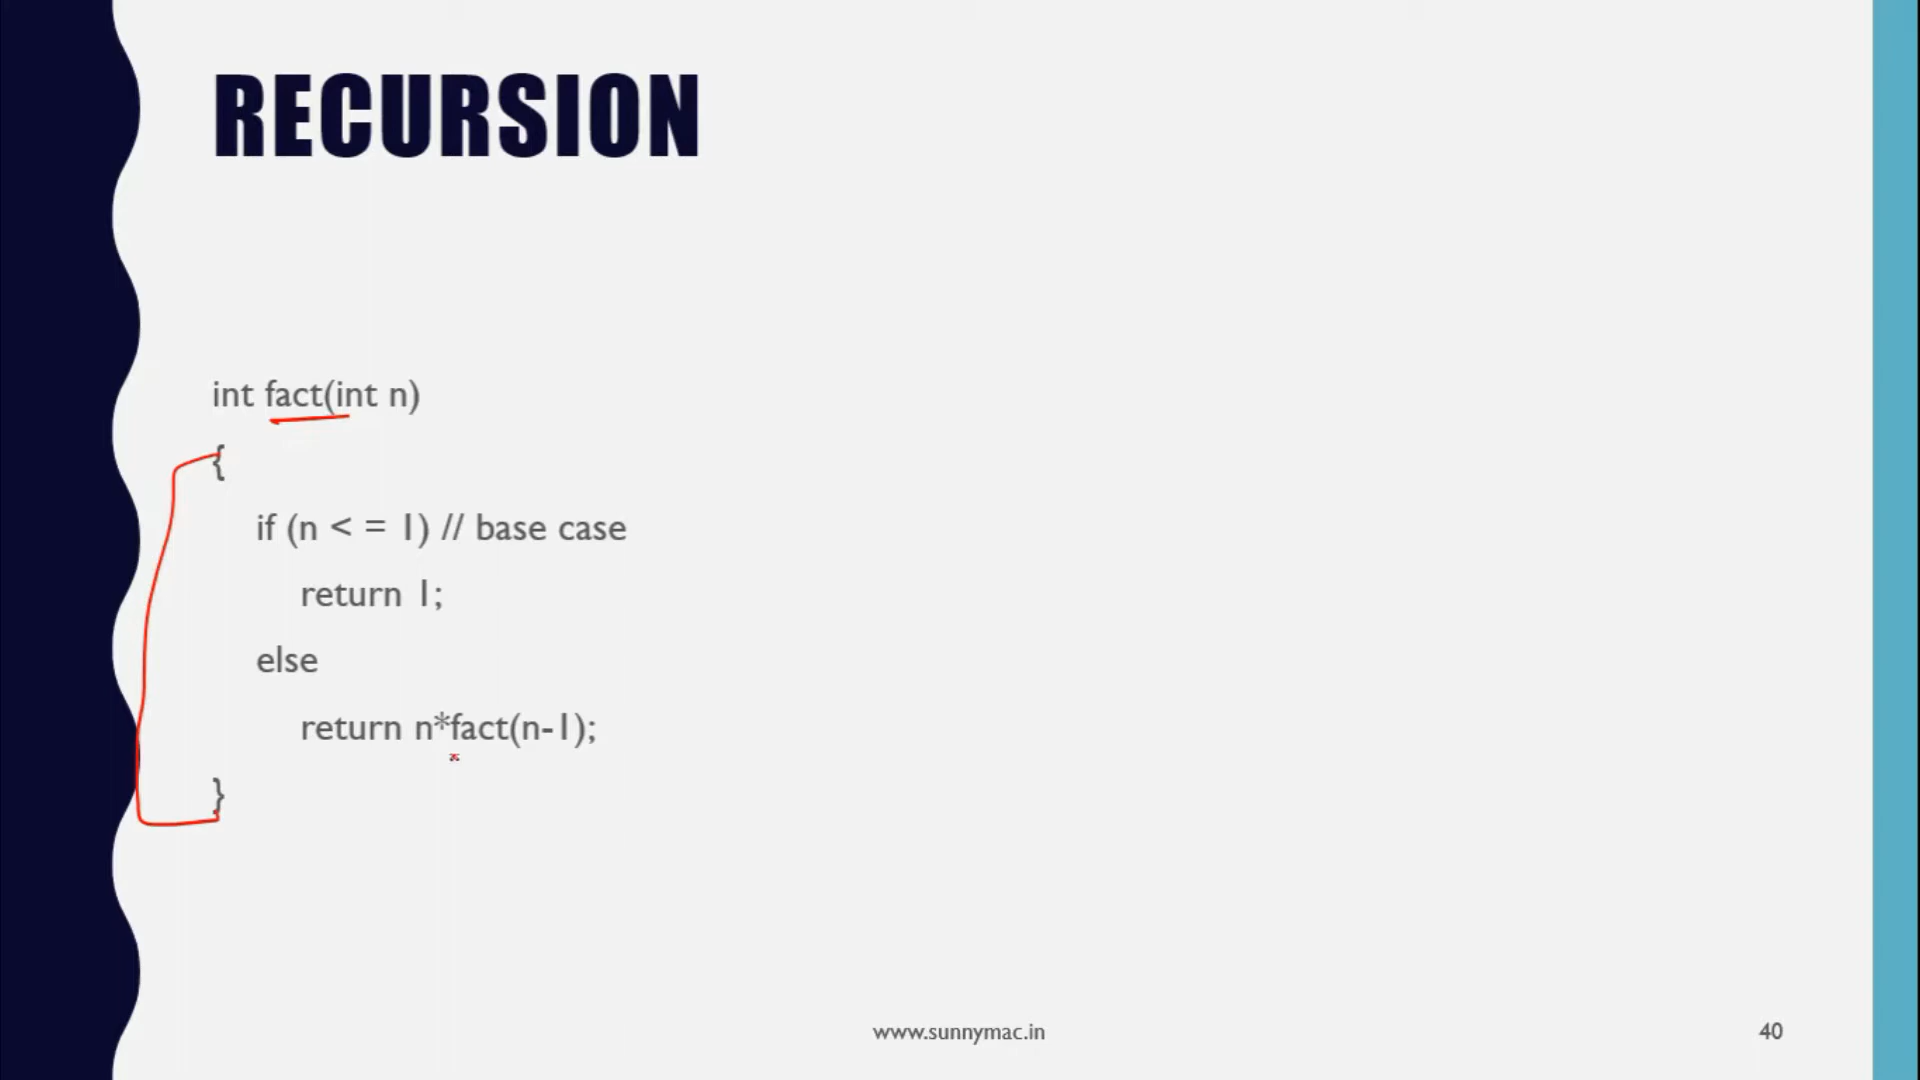 RECURSION
int fact(int n)
{
if (n < = 1) // base case
return 1;
else
return n*fact(n-1);
}
www.sunnymac.in
40